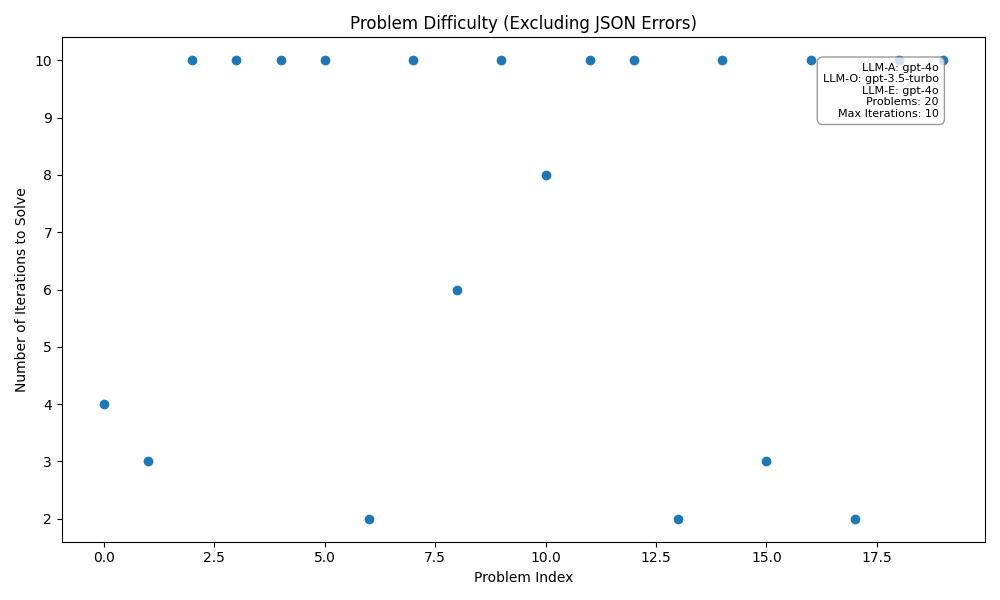 Problem Difficulty (Excluding JSON Errors)
LLM-A: gpt-4o
LLM-O: gpt-3.5-turbo
LLM-E: gpt-4o
Problems: 20
Max Iterations: 10
Number of Iterations to Solve
10
9
8
7
6
5
4
3
2
0.0 2.5 5.0 7.5 10.0 12.5 15.0 17.5
Problem Index